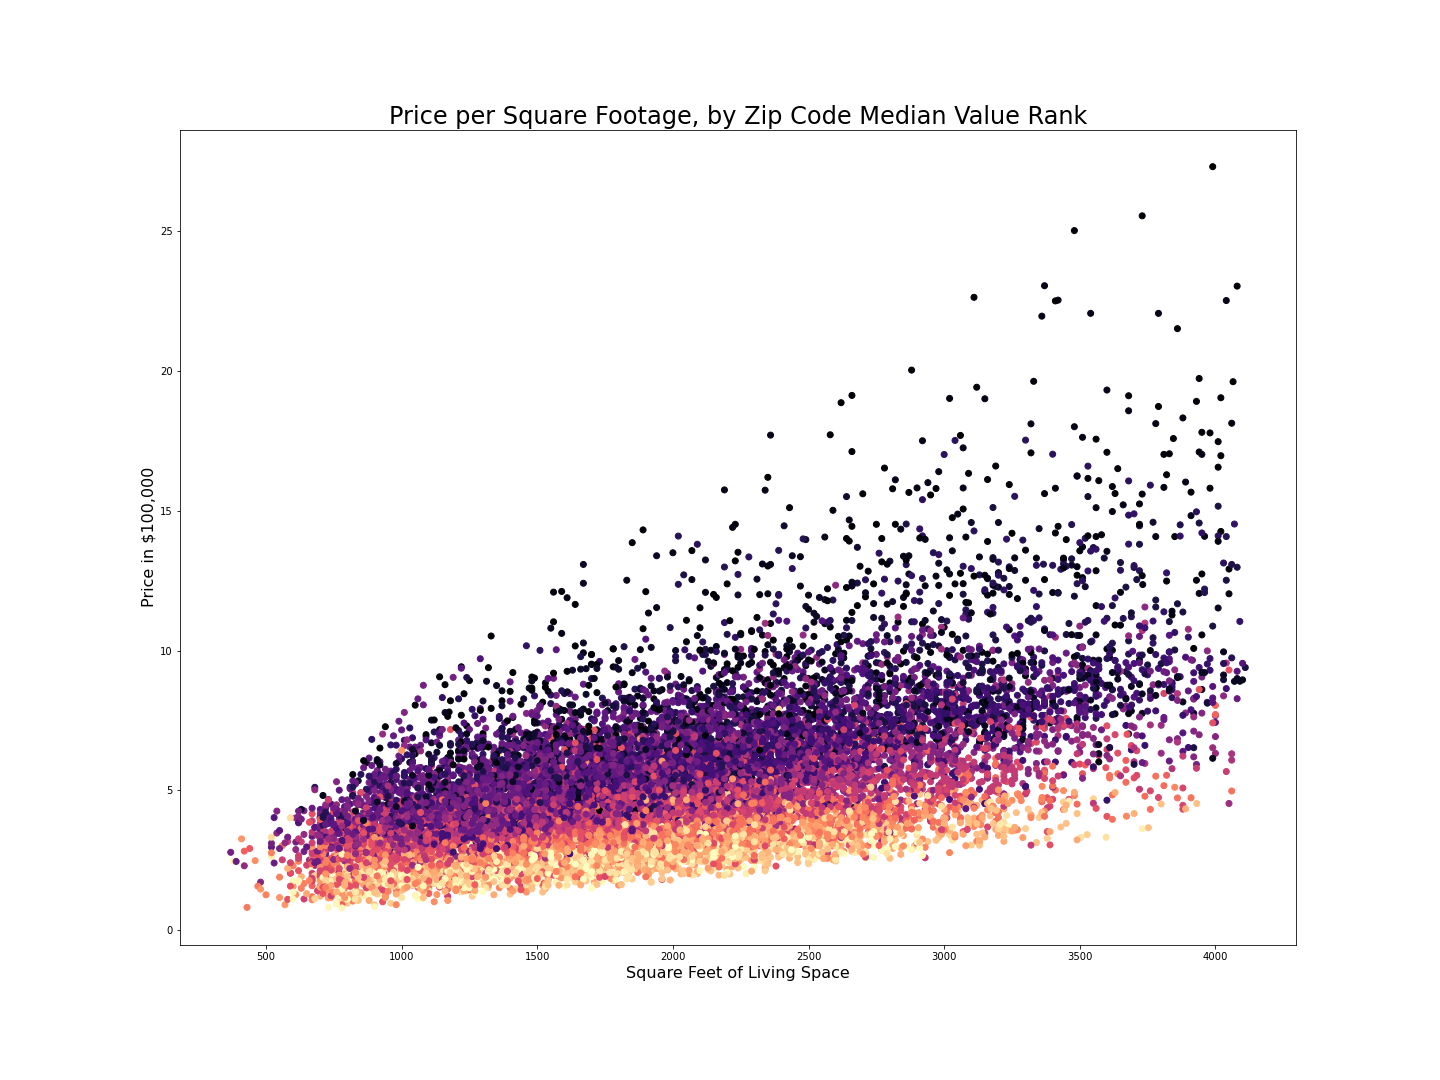 Price per Square Footage, by Zip Code Median Value Rank
Price in $100,000
25
20
15
10
5
0
500 1000 1500 2000 2500 3000 3500 4000
Square Feet of Living Space